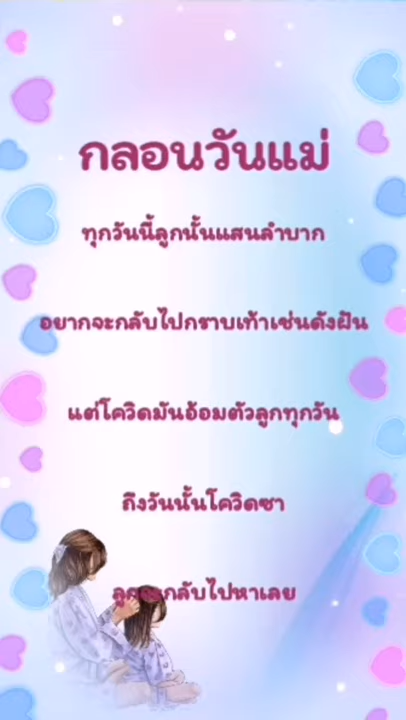 กลอนวันแม่
ทุกวันนี้ลูกนั้นแสนลำบาก
อยากจะกลับไปกราบเท้าเช่นดังฝัน
แต่โควิดมันอ้อมตัวลูกทุกวัน
ถึงวันนั้นโควิดซา
ลูกจะกลับไปหาเลย